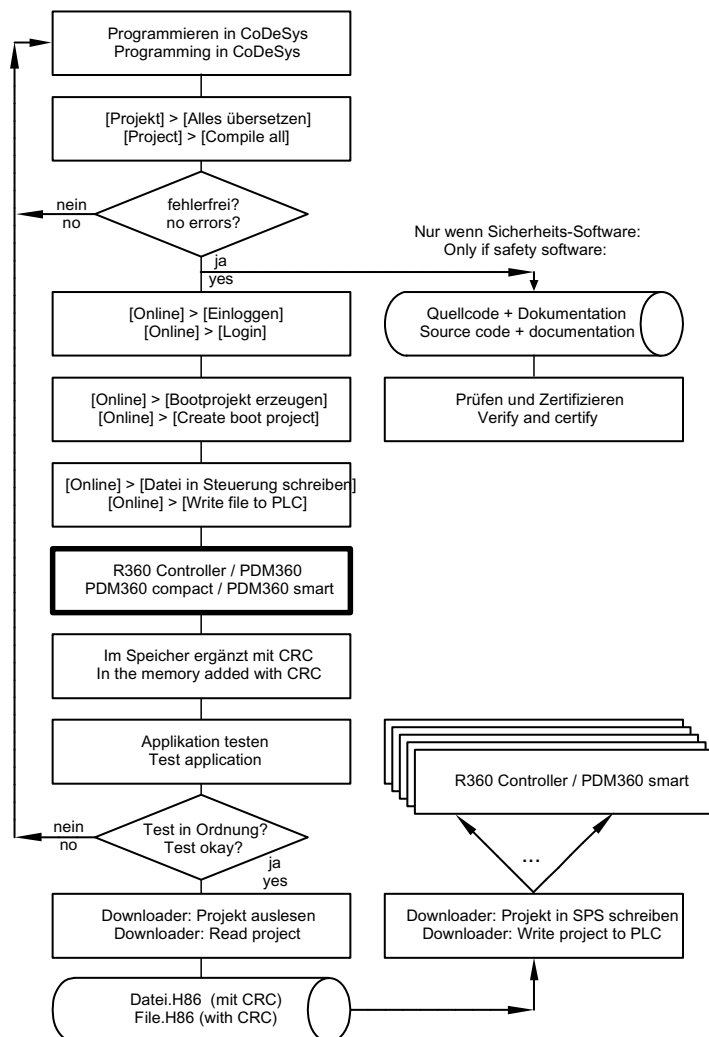 Programmieren in CoDeSys
Programming in CoDeSys
[Projekt] > [Alles übersetzen]
[Project] > [Compile all]
nein
no
fehlerfrei?
no errors?
ja
yes
Nur wenn Sicherheits-Software:
Only if safety software:
[Online] > [Einloggen]
[Online] > [Login]
Quellcode + Dokumentation
Source code + documentation
[Online] > [Bootprojekt erzeugen]
[Online] > [Create boot project]
Prüfen und Zertifizieren
Verify and certify
[Online] > [Datei in Steuerung schreiben]
[Online] > [Write file to PLC]
R360 Controller / PDM360
PDM360 compact / PDM360 smart
Im Speicher ergänzt mit CRC
In the memory added with CRC
Applikation testen
Test application
R360 Controller / PDM360 smart
nein
no
Test in Ordnung?
Test okay?
ja
yes
...
Downloader: Projekt auslesen
Downloader: Read project
Downloader: Projekt in SPS schreiben
Downloader: Write project to PLC
Datei.H86 (mit CRC)
File.H86 (with CRC)